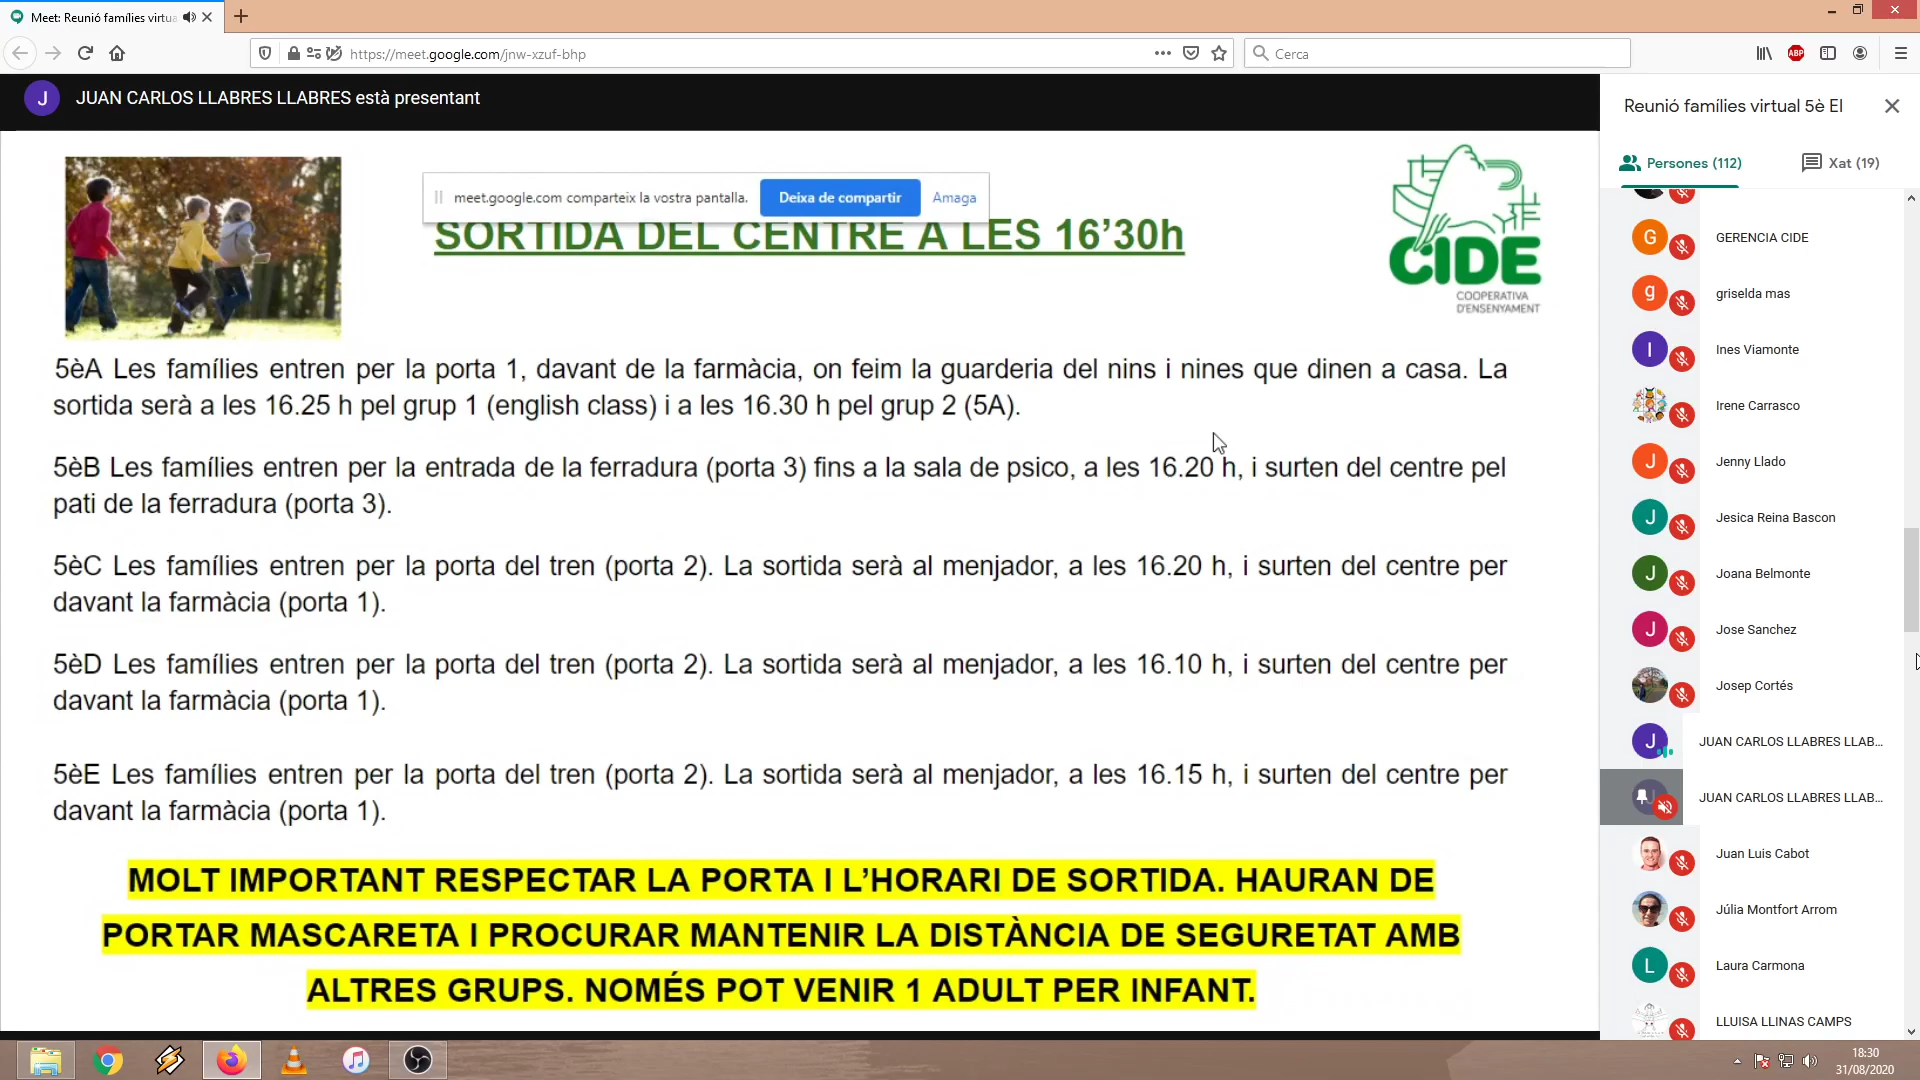 Meet: Reunió famílies virtua
https://meet.google.com/jnw-xzuf-bhp
Cerca
ABP
J
JUAN CARLOS LLABRES LLABRES està presentant
meet.google.com comparteix la vostra pantalla.
Deixa de compartir
Amaga
SORTIDA DEL CENTRE A LES 16’30h
CIDE
COOPERATIVA
D'ENSENYAMENT
5èA Les famílies entren per la porta 1, davant de la farmàcia, on feim la guarderia del nins i nines que dinen a casa. La
sortida serà a les 16.25 h pel grup 1 (english class) i a les 16.30 h pel grup 2 (5A).
5èB Les famílies entren per la entrada de la ferradura (porta 3) fins a la sala de psico, a les 16.20 h, i surten del centre pel
pati de la ferradura (porta 3).
5èC Les famílies entren per la porta del tren (porta 2). La sortida serà al menjador, a les 16.20 h, i surten del centre per
davant la farmàcia (porta 1).
5èD Les famílies entren per la porta del tren (porta 2). La sortida serà al menjador, a les 16.10 h, i surten del centre per
davant la farmàcia (porta 1).
5èE Les famílies entren per la porta del tren (porta 2). La sortida serà al menjador, a les 16.15 h, i surten del centre per
davant la farmàcia (porta 1).
MOLT IMPORTANT RESPECTAR LA PORTA I L’HORARI DE SORTIDA. HAURAN DE
PORTAR MASCARETA I PROCURAR MANTENIR LA DISTÀNCIA DE SEGURETAT AMB
ALTRES GRUPS. NOMÉS POT VENIR 1 ADULT PER INFANT.
Reunió famílies virtual 5è EI
Persones (112)
Xat (19)
G GERENCIA CIDE
g griselda mas
I Ines Viamonte
Irene Carrasco
J Jenny Llado
J Jesica Reina Bascon
J Joana Belmonte
J Jose Sanchez
Josep Cortés
J JUAN CARLOS LLABRES LLAB...
JUAN CARLOS LLABRES LLAB...
Juan Luis Cabot
Júlia Montfort Arrom
L Laura Carmona
LLUISA LLINAS CAMPS
18:30
31/08/2020